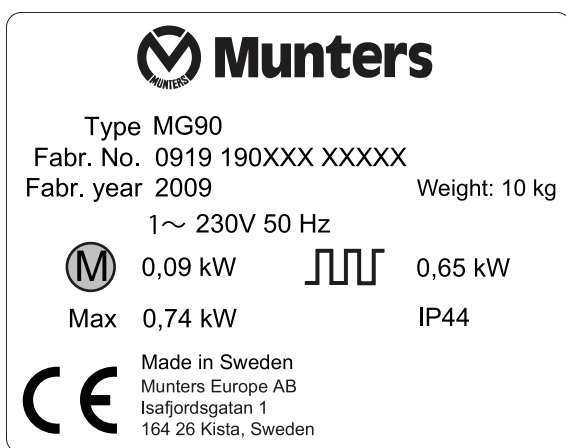 MUNTERS
Munters
Type MG90
Fabr. No. 0919 190XXX XXXXX
Fabr. year 2009 Weight: 10 kg
1~ 230V 50 Hz
M 0,09 kW 0,65 kW
Max 0,74 kW IP44
CE
Made in Sweden
Munters Europe AB
Isafjordsgatan 1
164 26 Kista, Sweden